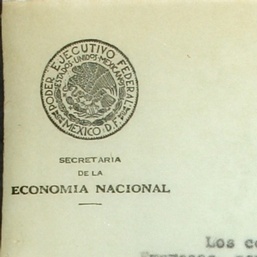 PODER EJECUTIVO FEDERAL
ESTADOS UNIDOS MEXICANOS
MEXICO D.F.
SECRETARIA
DE LA
ECONOMIA NACIONAL
Los